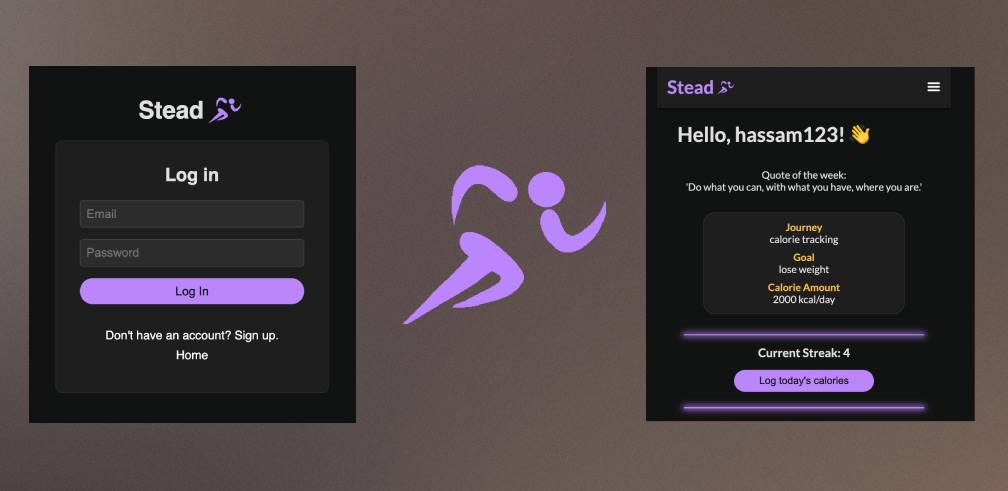 Stead
Log in
Email
Password
Log In
Don't have an account? Sign up.
Home
Stead
Hello, hassam123! 👋
Quote of the week:
'Do what you can, with what you have, where you are.'
Journey
calorie tracking
Goal
lose weight
Calorie Amount
2000 kcal/day
Current Streak: 4
Log today's calories